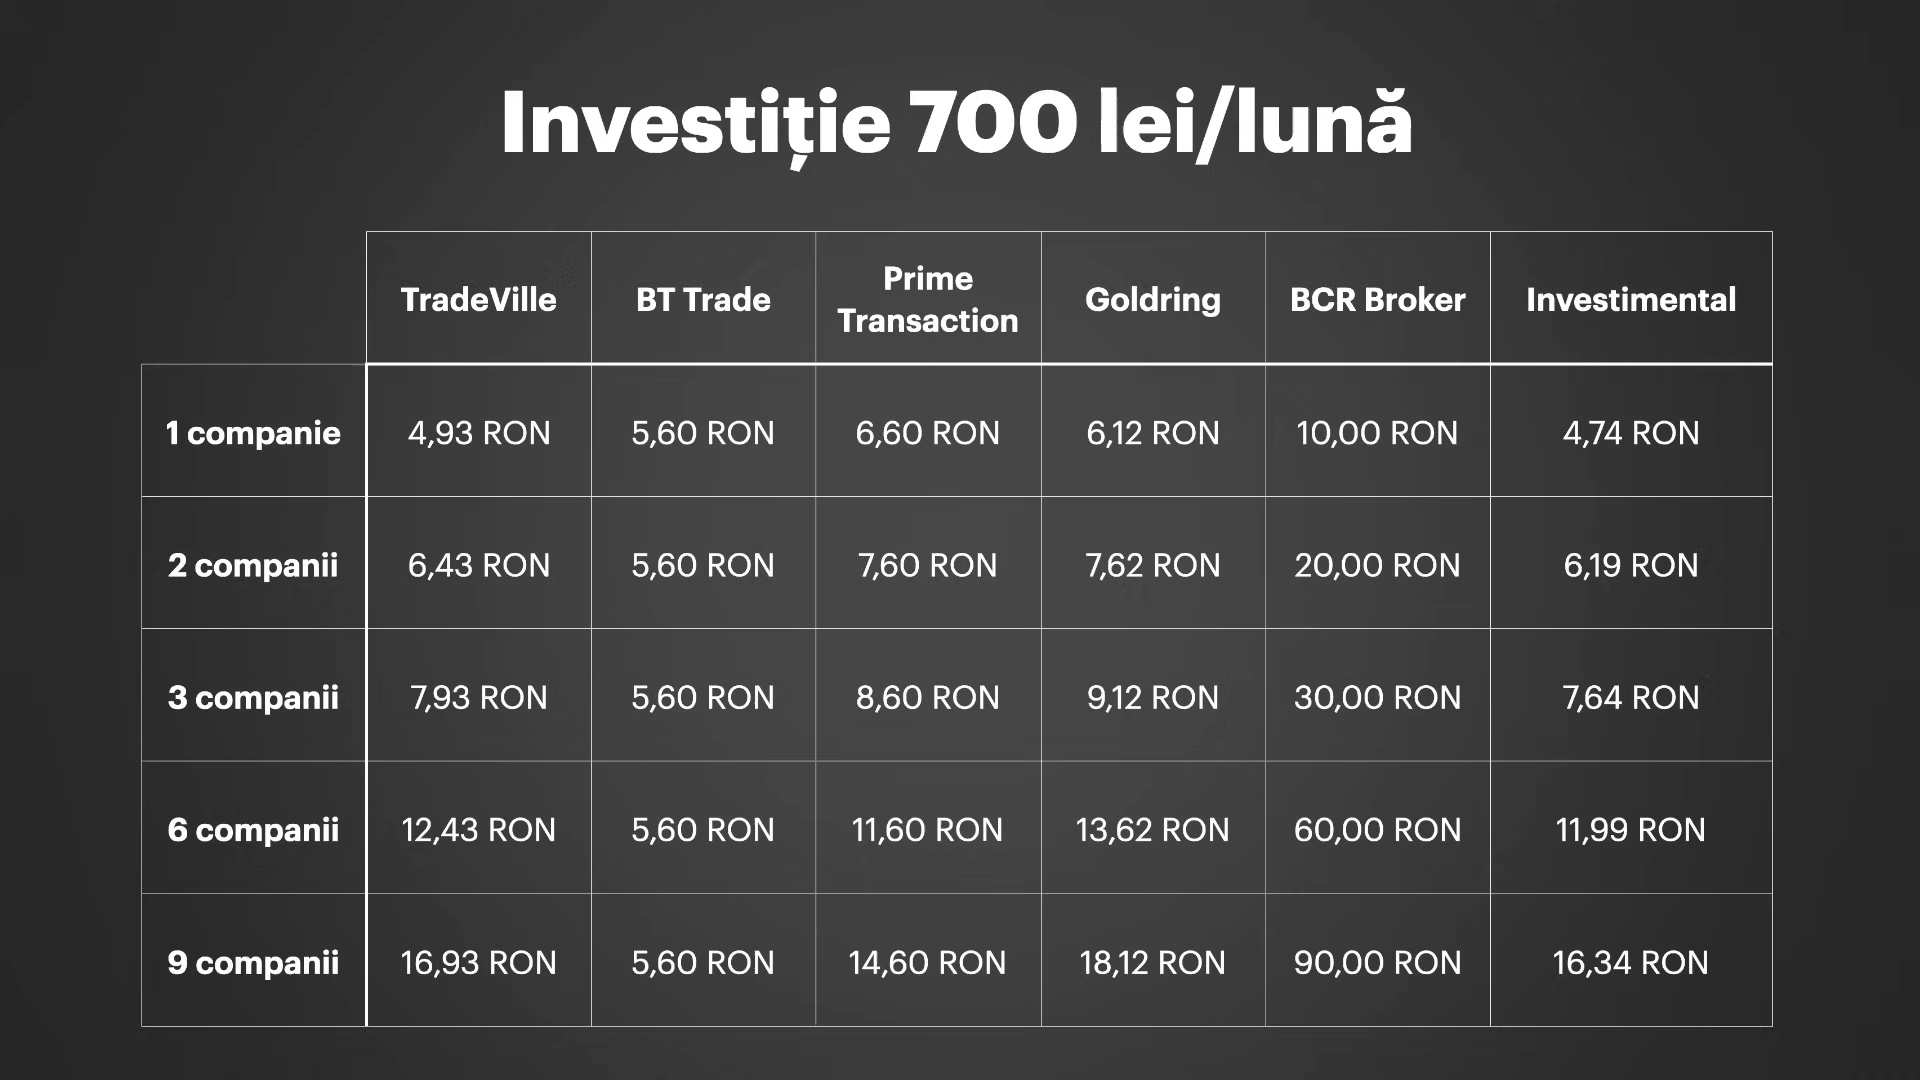 Investiție 700 lei/lună
TradeVille BT Trade Prime Transaction Goldring BCR Broker Investimental
1 companie 4,93 RON 5,60 RON 6,60 RON 6,12 RON 10,00 RON 4,74 RON
2 companii 6,43 RON 5,60 RON 7,60 RON 7,62 RON 20,00 RON 6,19 RON
3 companii 7,93 RON 5,60 RON 8,60 RON 9,12 RON 30,00 RON 7,64 RON
6 companii 12,43 RON 5,60 RON 11,60 RON 13,62 RON 60,00 RON 11,99 RON
9 companii 16,93 RON 5,60 RON 14,60 RON 18,12 RON 90,00 RON 16,34 RON